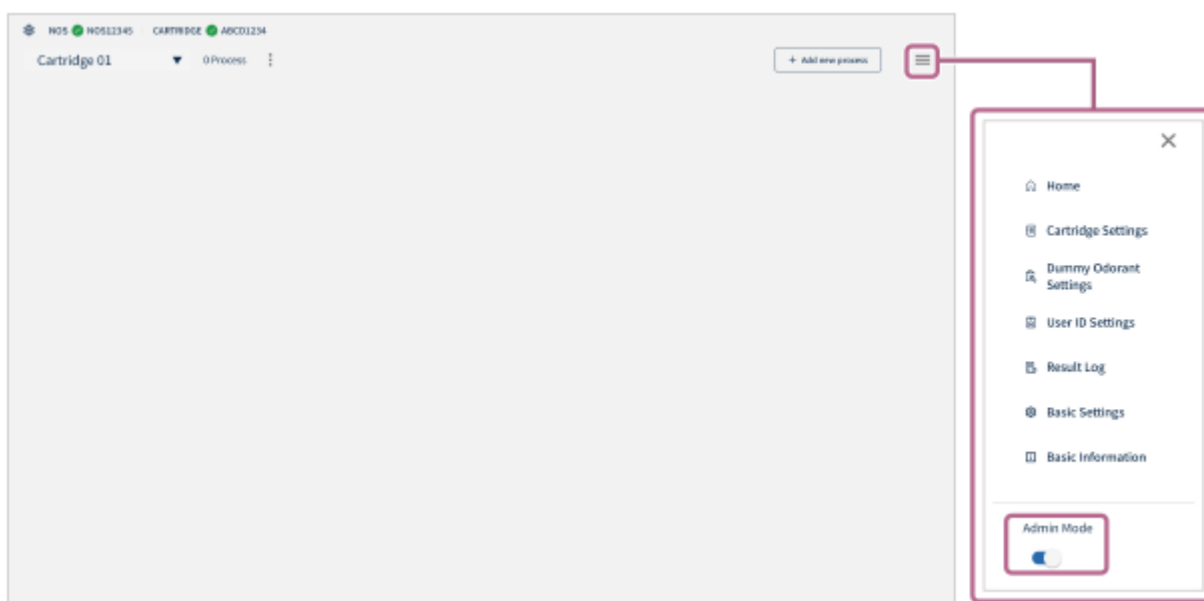 NOS NOS12345 CARTRIDGE ABCD1234
Cartridge 01 0 Process + Add new process
Home
Cartridge Settings
Dummy Odorant
Settings
User ID Settings
Result Log
Basic Settings
Basic Information
Admin Mode